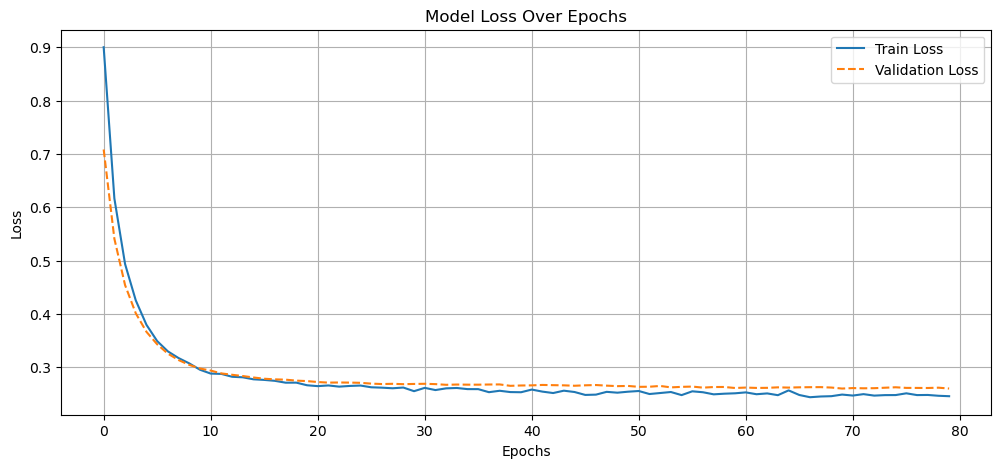 Model Loss Over Epochs
Train Loss
Validation Loss
0.9
0.8
0.7
0.6
0.5
0.4
0.3
Loss
0 10 20 30 40 50 60 70 80
Epochs